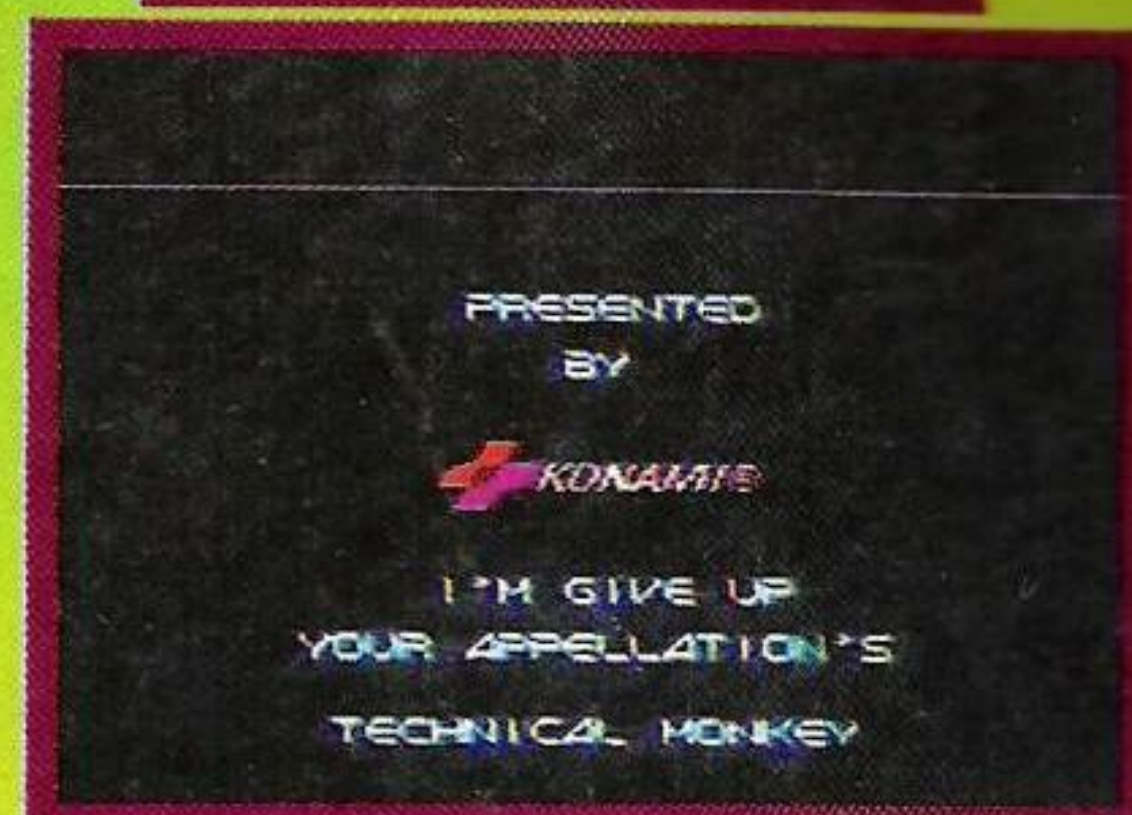 PRESENTED
BY
KONAMI®
I'M GIVE UP
YOUR APPELLATION'S
TECHNICAL MONKEY